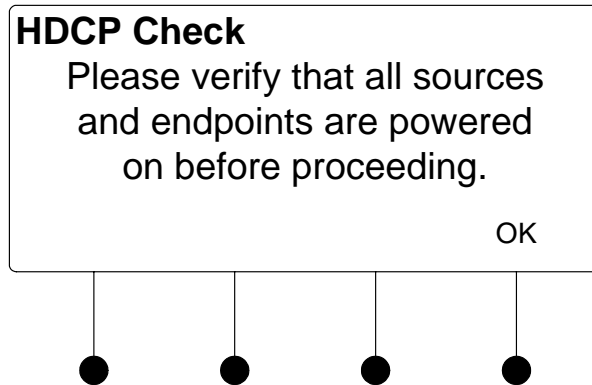 HDCP Check
Please verify that all sources
and endpoints are powered
on before proceeding.
OK